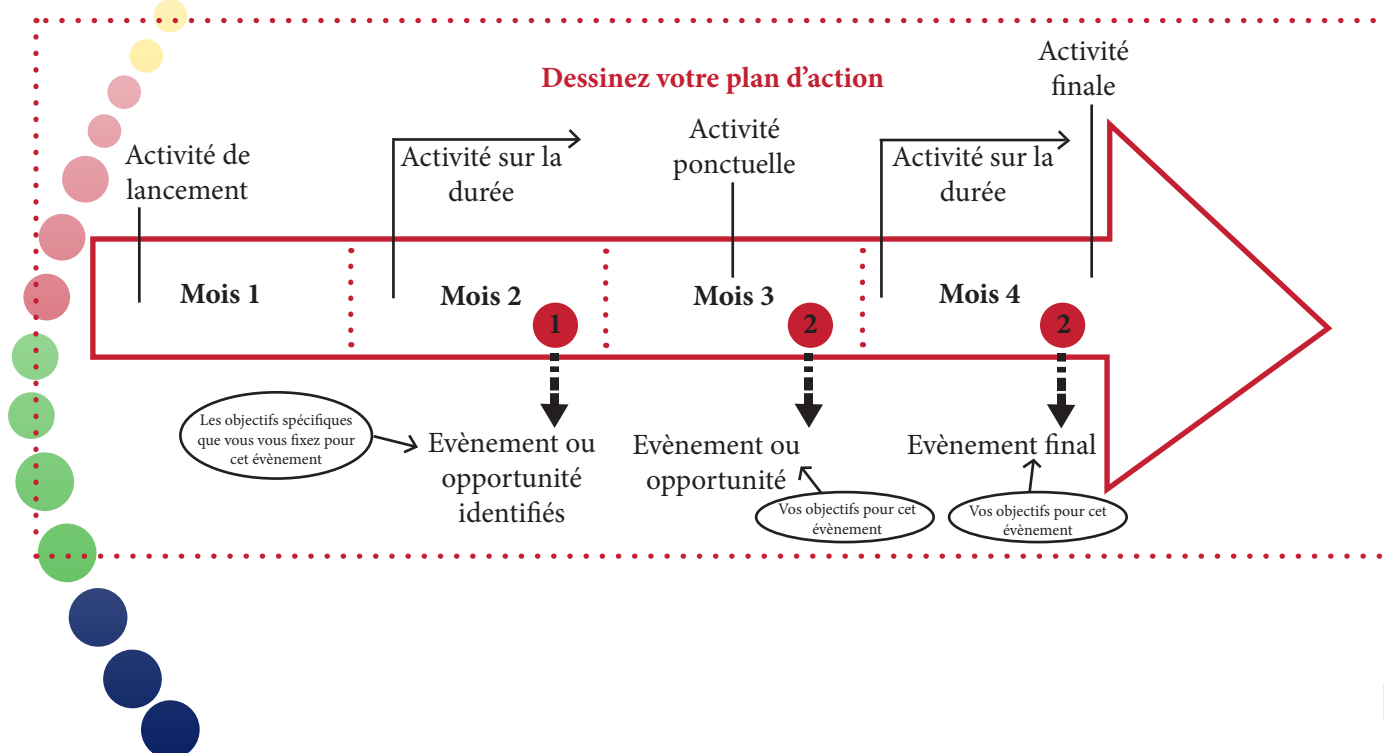 Dessinez votre plan d’action
Activité
finale
Activité de
lancement
Activité sur la
durée
Activité
ponctuelle
Activité sur la
durée
Mois 1
Mois 2
Mois 3
Mois 4
1
2
2
Les objectifs spécifiques
que vous vous fixez pour
cet évènement
Evènement ou
opportunité
identifiés
Evènement ou
opportunité
Vos objectifs pour cet
évènement
Evènement final
Vos objectifs pour cet
évènement